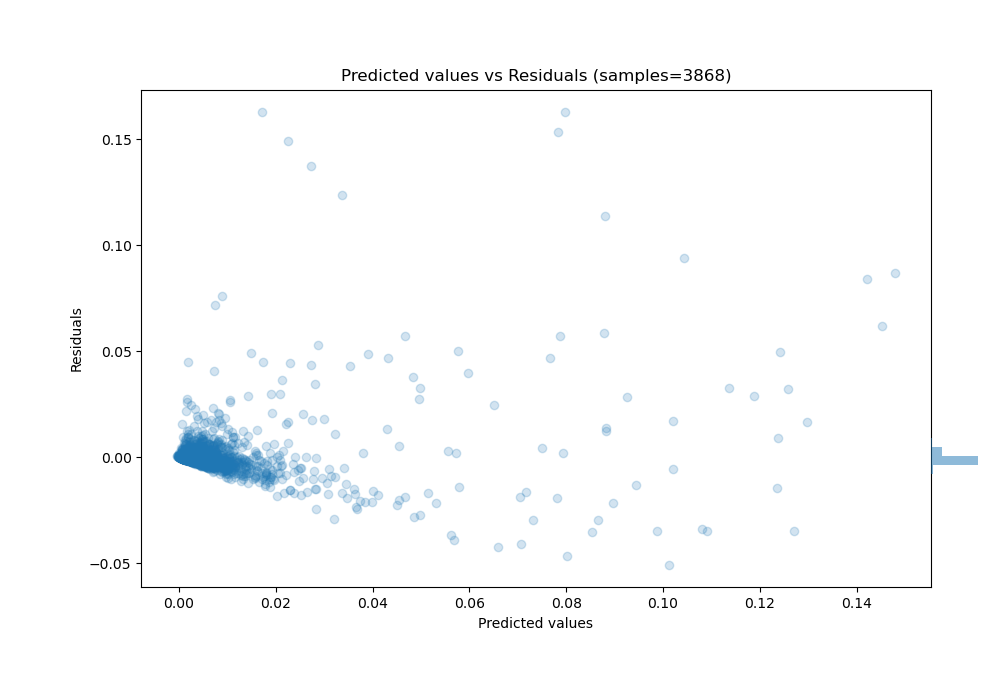 Predicted values vs Residuals (samples=3868)
0.15
0.10
0.05
0.00
−0.05
Residuals
0.00 0.02 0.04 0.06 0.08 0.10 0.12 0.14
Predicted values